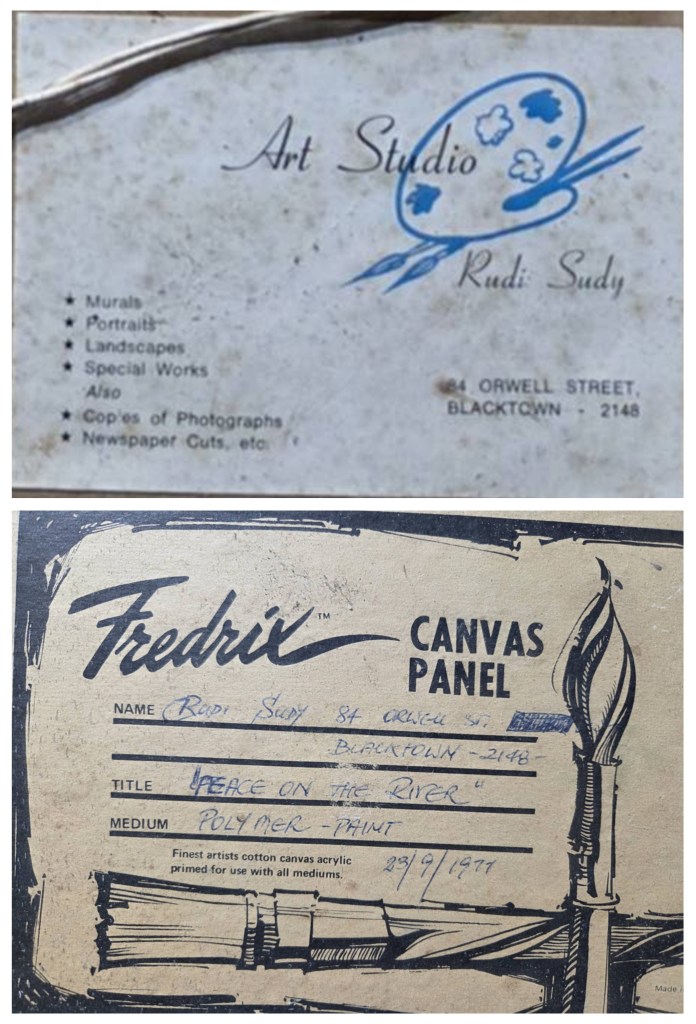 Art Studio
Rudi Sudy
★ Murals
★ Portraits
★ Landscapes
★ Special Works
Also
★ Copies of Photographs
★ Newspaper Cuts, etc.
84 ORWELL STREET,
BLACKTOWN - 2148
Fredrix™
CANVAS
PANEL
NAME RUDI SUDY 84 ORWELL ST.
BLACKTOWN -2148-
TITLE "PEACE ON THE RIVER"
MEDIUM POLYMER - PAINT
Finest artists cotton canvas acrylic
primed for use with all mediums.
23/9/1977
Made